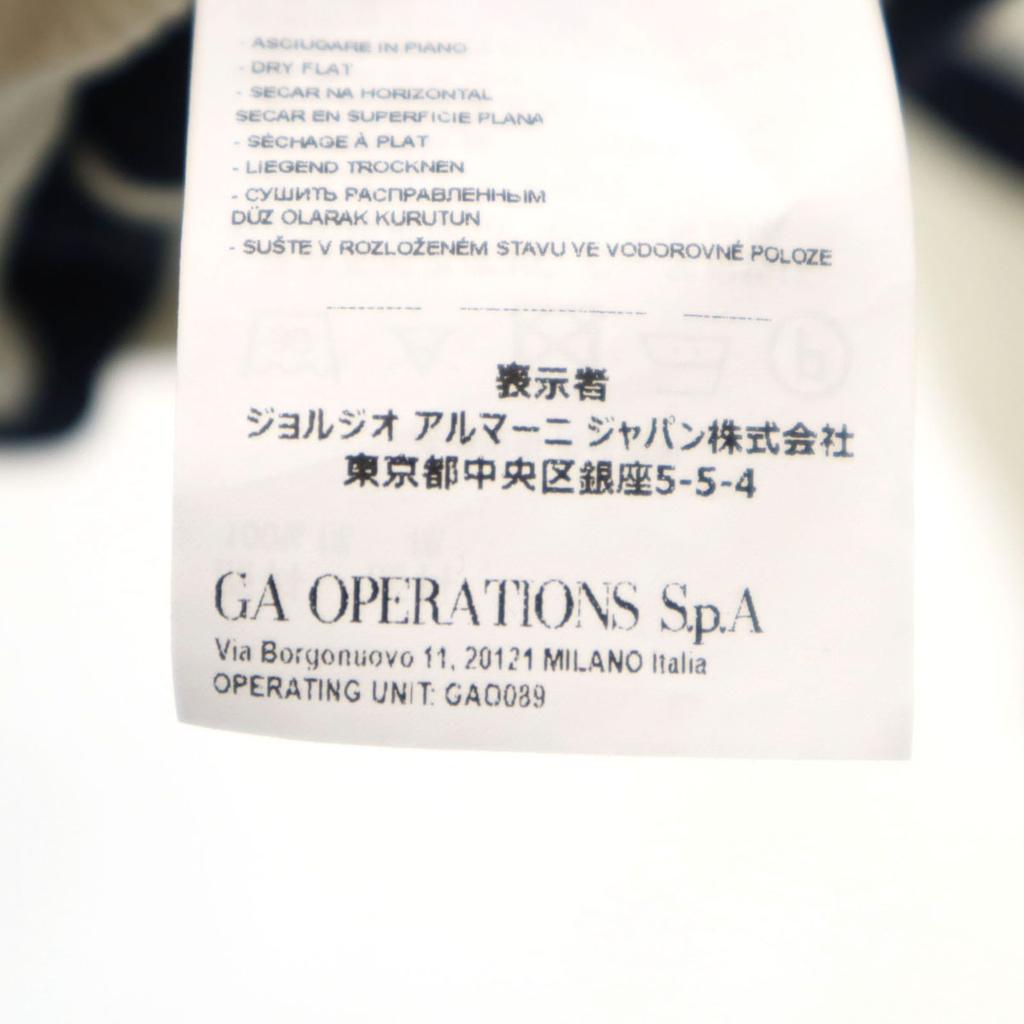 - ASCIUGARE IN PIANO
- DRY FLAT
- SECAR NA HORIZONTAL
SECAR EN SUPERFICIE PLANA
- SÉCHAGE À PLAT
- LIEGEND TROCKNEN
- СУШИТЬ РАСПРАВЛЕННЫМ
DÜZ OLARAK KURUTUN
- SUŠTE V ROZLOŽENÉM STAVU VE VODOROVNÉ POLOZE
表示者
ジョルジオ アルマーニ ジャパン株式会社
東京都中央区銀座5-5-4
GA OPERATIONS S.p.A
Via Borgonuovo 11, 20121 MILANO Italia
OPERATING UNIT: GAO089